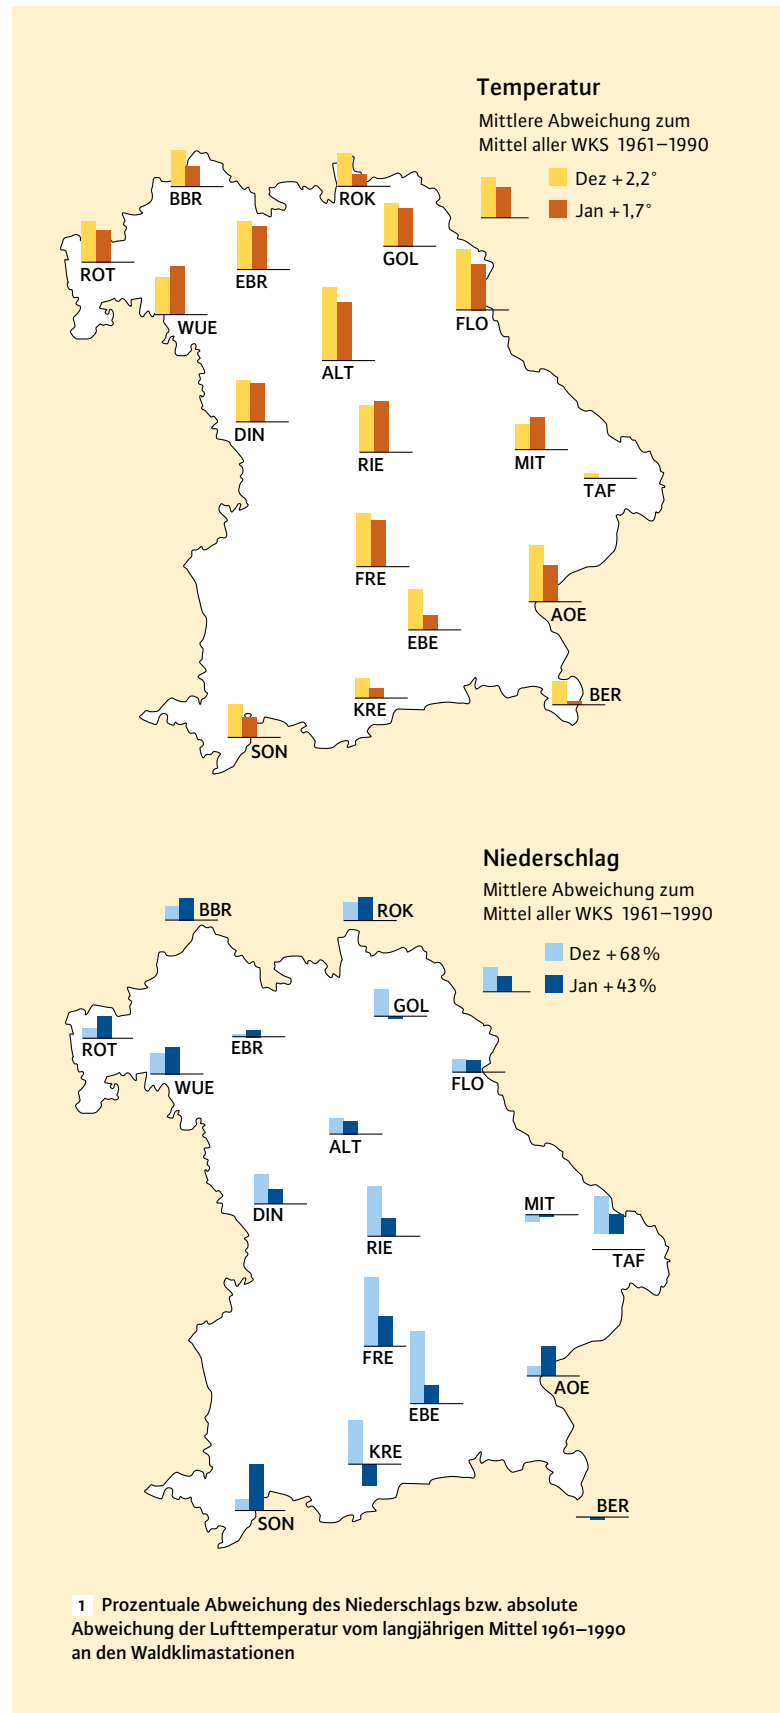 Temperatur
Mittlere Abweichung zum
Mittel aller WKS 1961–1990
Dez +2,2°
Jan +1,7°
BBR
ROK
GOL
ROT
EBR
WUE
FLO
ALT
DIN
RIE
MIT
TAF
FRE
AOE
EBE
BER
KRE
SON
Niederschlag
Mittlere Abweichung zum
Mittel aller WKS 1961–1990
Dez +68%
Jan +43%
BBR
ROK
GOL
ROT
EBR
WUE
FLO
ALT
MIT
DIN
RIE
TAF
FRE
AOE
EBE
KRE
BER
SON
1 Prozentuale Abweichung des Niederschlags bzw. absolute
Abweichung der Lufttemperatur vom langjährigen Mittel 1961–1990
an den Waldklimastationen